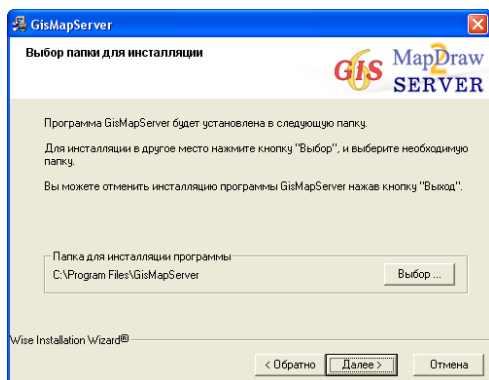 GisMapServer
Выбор папки для инсталляции
GIS 6 MapDraw 2
SERVER
Программа GisMapServer будет установлена в следующую папку.
Для инсталляции в другое место нажмите кнопку "Выбор", и выберите необходимую
папку.
Вы можете отменить инсталляцию программы GisMapServer нажав кнопку "Выход".
Папка для инсталляции программы
C:\Program Files\GisMapServer
Выбор ...
Wise Installation Wizard®
< Обратно
Далее >
Отмена